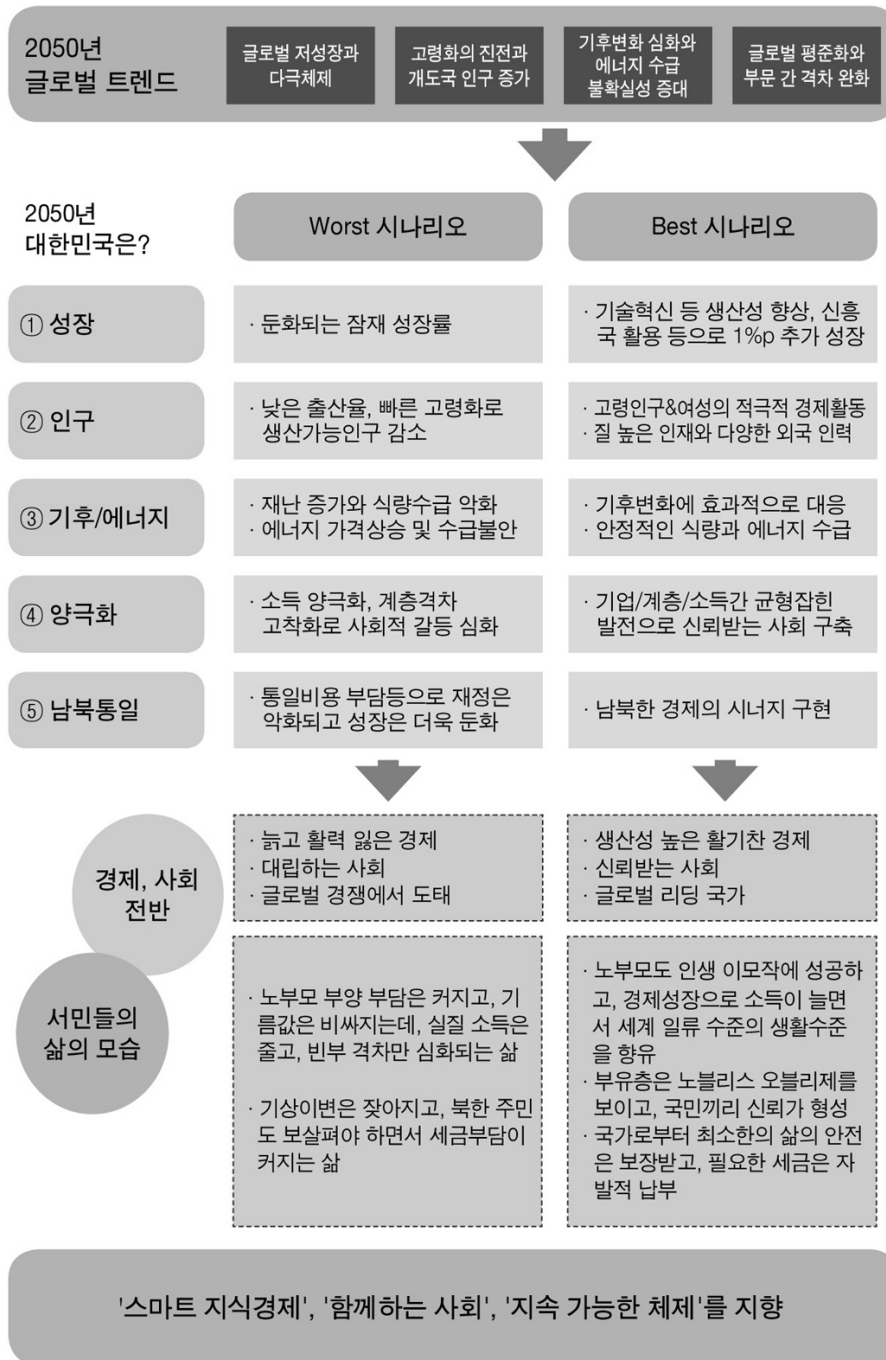 2050년
글로벌 트렌드
글로벌 저성장과
다극체제
고령화의 진전과
개도국 인구 증가
기후변화 심화와
에너지 수급
불확실성 증대
글로벌 평준화와
부문 간 격차 완화
2050년
대한민국은?
Worst 시나리오
Best 시나리오
① 성장
· 둔화되는 잠재 성장률
· 기술혁신 등 생산성 향상, 신흥
국 활용 등으로 1%p 추가 성장
② 인구
· 낮은 출산율, 빠른 고령화로
생산가능인구 감소
· 고령인구&여성의 적극적 경제활동
· 질 높은 인재와 다양한 외국 인력
③ 기후/에너지
· 재난 증가와 식량수급 악화
· 에너지 가격상승 및 수급불안
· 기후변화에 효과적으로 대응
· 안정적인 식량과 에너지 수급
④ 양극화
· 소득 양극화, 계층격차
고착화로 사회적 갈등 심화
· 기업/계층/소득간 균형잡힌
발전으로 신뢰받는 사회 구축
⑤ 남북통일
· 통일비용 부담등으로 재정은
악화되고 성장은 더욱 둔화
· 남북한 경제의 시너지 구현
경제, 사회
전반
· 늙고 활력 잃은 경제
· 대립하는 사회
· 글로벌 경쟁에서 도태
· 생산성 높은 활기찬 경제
· 신뢰받는 사회
· 글로벌 리딩 국가
서민들의
삶의 모습
· 노부모 부양 부담은 커지고, 기
름값은 비싸지는데, 실질 소득은
줄고, 빈부 격차만 심화되는 삶
· 기상이변은 잦아지고, 북한 주민
도 보살펴야 하면서 세금부담이
커지는 삶
· 노부모도 인생 이모작에 성공하
고, 경제성장으로 소득이 늘면
서 세계 일류 수준의 생활수준
을 향유
· 부유층은 노블리스 오블리제를
보이고, 국민끼리 신뢰가 형성
· 국가로부터 최소한의 삶의 안전
은 보장받고, 필요한 세금은 자
발적 납부
'스마트 지식경제', '함께하는 사회', '지속 가능한 체제'를 지향